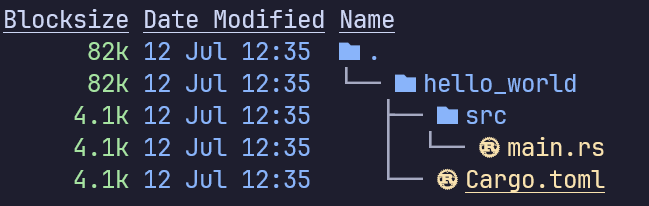 Blocksize Date Modified Name
82k 12 Jul 12:35 .
82k 12 Jul 12:35 └── hello_world
4.1k 12 Jul 12:35 ├── src
4.1k 12 Jul 12:35 │ └── main.rs
4.1k 12 Jul 12:35 └── Cargo.toml